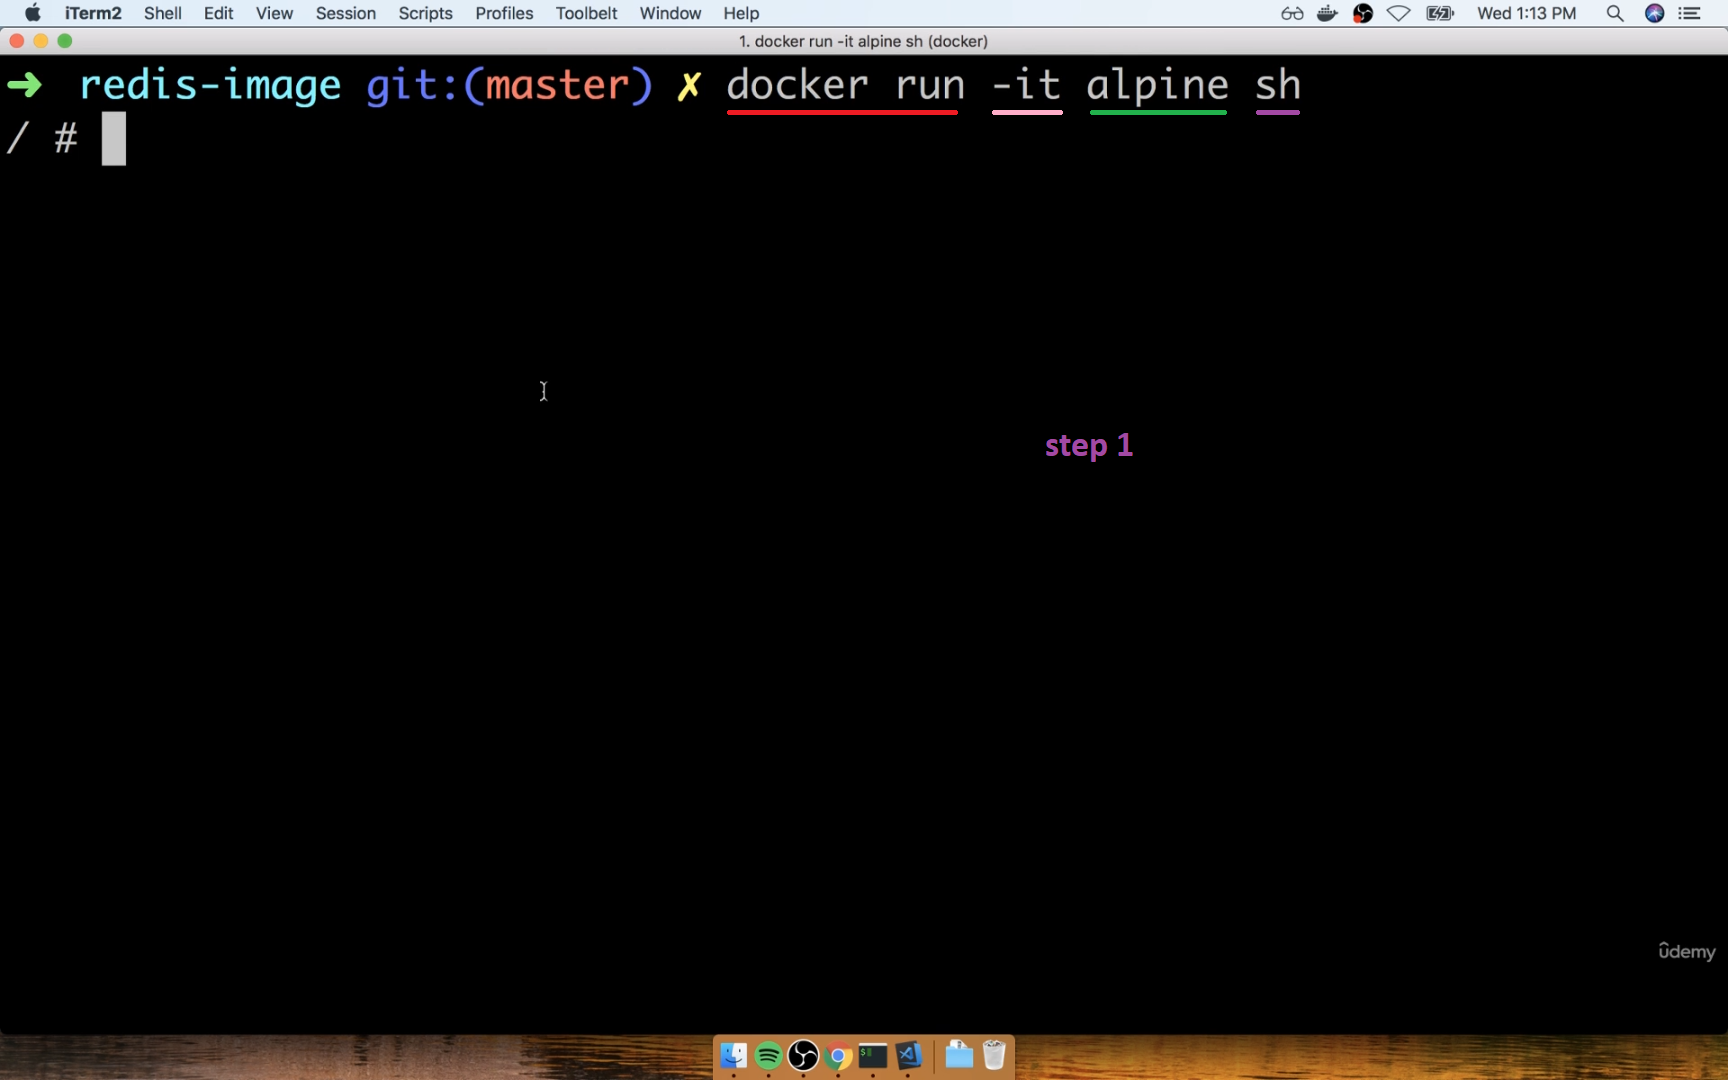 iTerm2 Shell Edit View Session Scripts Profiles Toolbelt Window Help Wed 1:13 PM
1. docker run -it alpine sh (docker)
➜ redis-image git:(master) ✗ docker run -it alpine sh
/ #
step 1
ûdemy